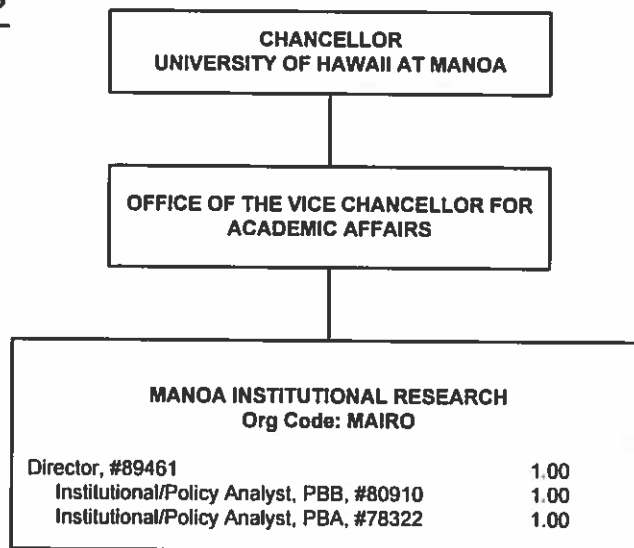 CHANCELLOR
UNIVERSITY OF HAWAII AT MANOA
OFFICE OF THE VICE CHANCELLOR FOR
ACADEMIC AFFAIRS
MANOA INSTITUTIONAL RESEARCH
Org Code: MAIRO
Director, #89461 1.00
Institutional/Policy Analyst, PBB, #80910 1.00
Institutional/Policy Analyst, PBA, #78322 1.00